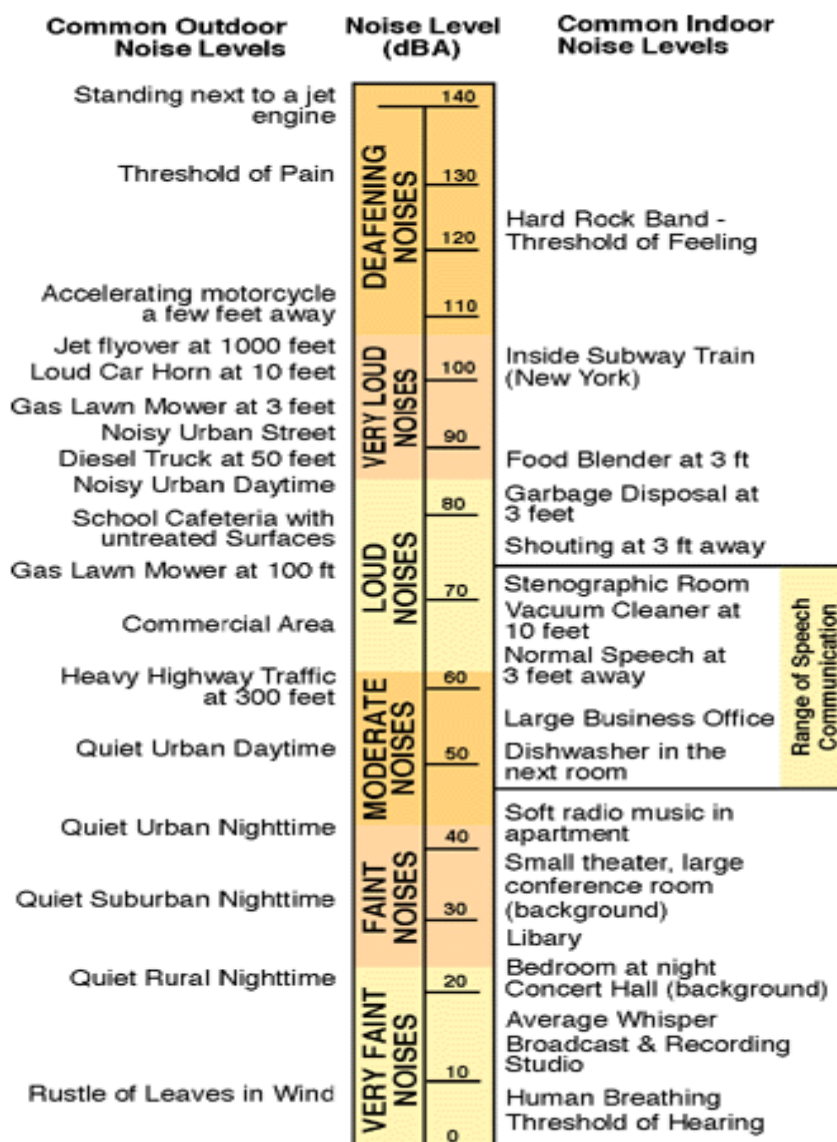 Common Outdoor
Noise Levels
Noise Level
(dBA)
Common Indoor
Noise Levels
Standing next to a jet
engine
Threshold of Pain
Accelerating motorcycle
a few feet away
Jet flyover at 1000 feet
Loud Car Horn at 10 feet
Gas Lawn Mower at 3 feet
Noisy Urban Street
Diesel Truck at 50 feet
Noisy Urban Daytime
School Cafeteria with
untreated Surfaces
Gas Lawn Mower at 100 ft
Commercial Area
Heavy Highway Traffic
at 300 feet
Quiet Urban Daytime
Quiet Urban Nighttime
Quiet Suburban Nighttime
Quiet Rural Nighttime
Rustle of Leaves in Wind
DEAFENING
NOISES
VERY LOUD
NOISES
LOUD
NOISES
MODERATE
NOISES
FAINT
NOISES
VERY FAINT
NOISES
140
130
120
110
100
90
80
70
60
50
40
30
20
10
0
Hard Rock Band -
Threshold of Feeling
Inside Subway Train
(New York)
Food Blender at 3 ft
Garbage Disposal at
3 feet
Shouting at 3 ft away
Stenographic Room
Vacuum Cleaner at
10 feet
Normal Speech at
3 feet away
Large Business Office
Dishwasher in the
next room
Soft radio music in
apartment
Small theater, large
conference room
(background)
Libary
Bedroom at night
Concert Hall (background)
Average Whisper
Broadcast & Recording
Studio
Human Breathing
Threshold of Hearing
Range of Speech
Communication